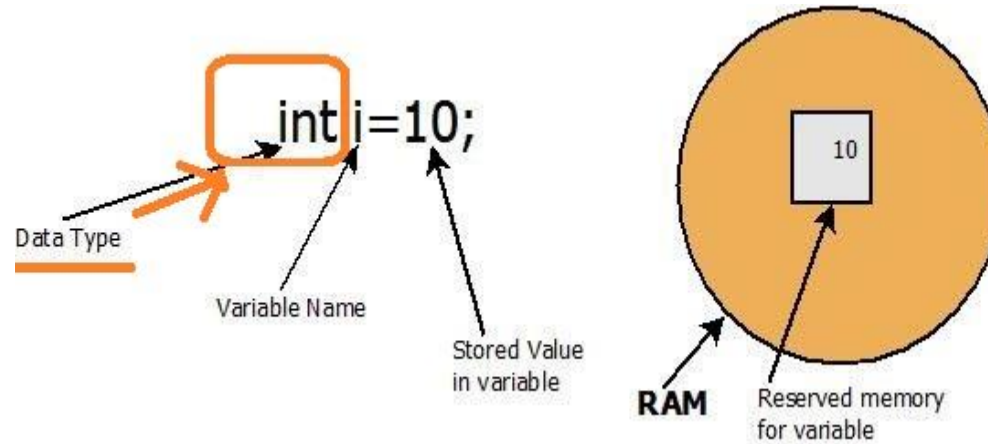 int i=10;
Data Type
Variable Name
Stored Value
in variable
10
RAM
Reserved memory
for variable